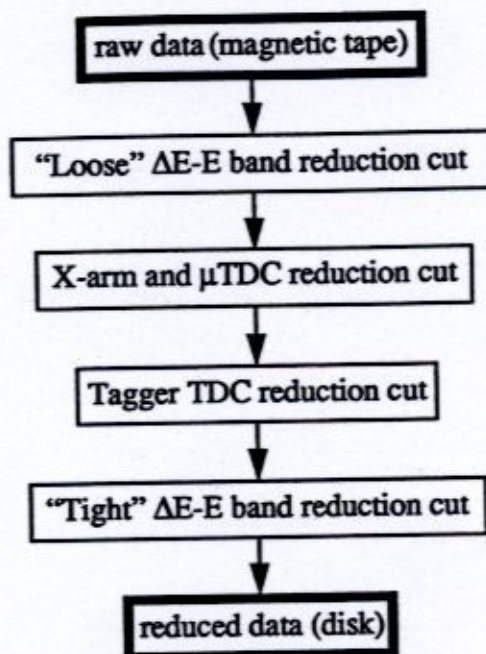 raw data (magnetic tape)
“Loose” ΔE-E band reduction cut
X-arm and μTDC reduction cut
Tagger TDC reduction cut
“Tight” ΔE-E band reduction cut
reduced data (disk)